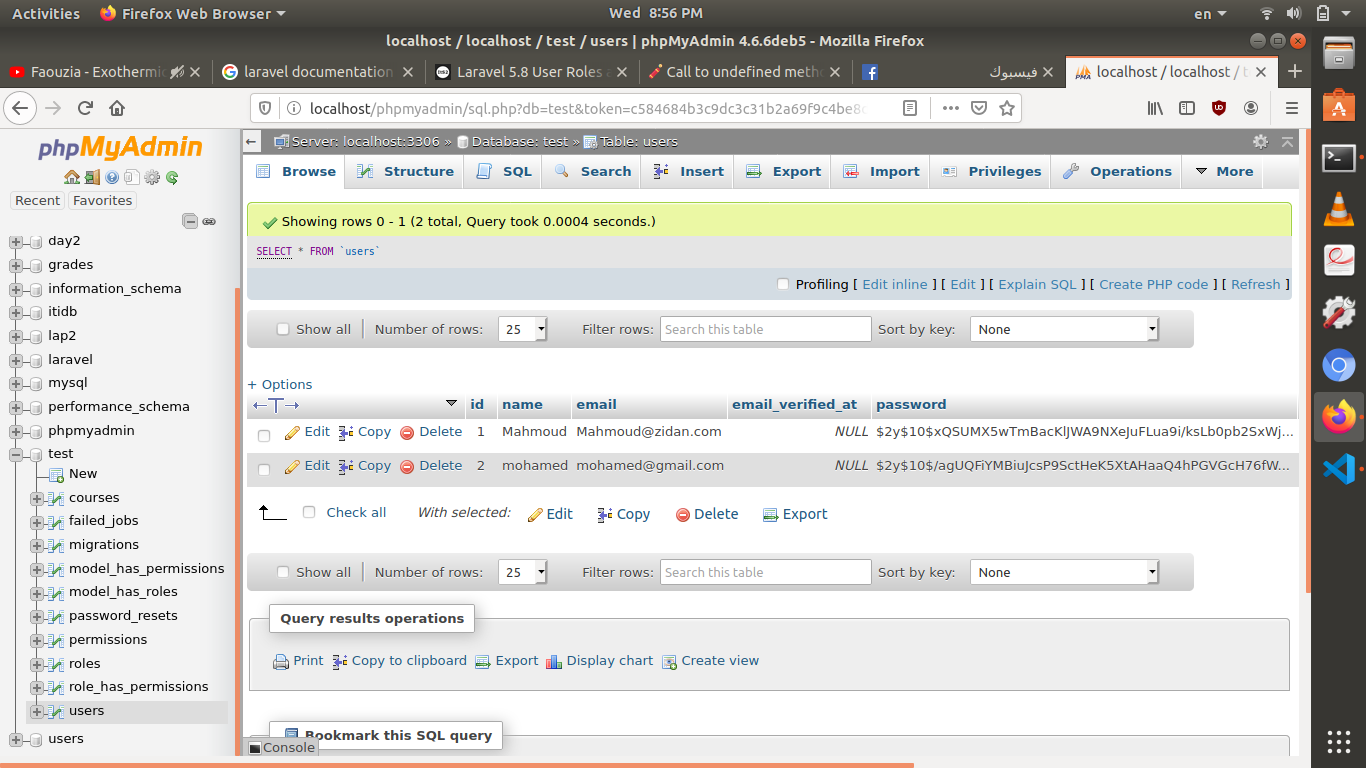 Activities Firefox Web Browser Wed 8:56 PM en
localhost / localhost / test / users | phpMyAdmin 4.6.6deb5 - Mozilla Firefox
Faouzia - Exothermi laravel documentation Laravel 5.8 User Roles a Call to undefined metho فيسبوك localhost / localhost / t
localhost/phpmyadmin/sql.php?db=test&token=c584684b3c9dc3c31b2a69f9c4be8c
phpMyAdmin
Recent Favorites
day2
grades
information_schema
itidb
lap2
laravel
mysql
performance_schema
phpmyadmin
test
New
courses
failed_jobs
migrations
model_has_permissions
model_has_roles
password_resets
permissions
roles
role_has_permissions
users
users
Server: localhost:3306 » Database: test » Table: users
Browse Structure SQL Search Insert Export Import Privileges Operations More
Showing rows 0 - 1 (2 total, Query took 0.0004 seconds.)
SELECT * FROM `users`
Profiling [ Edit inline ] [ Edit ] [ Explain SQL ] [ Create PHP code ] [ Refresh ]
Show all Number of rows: 25 Filter rows: Search this table Sort by key: None
+ Options
id name email email_verified_at password
Edit Copy Delete 1 Mahmoud Mahmoud@zidan.com NULL $2y$10$xQSUMX5wTmBacKlJWA9NXeJuFLua9i/ksLb0pb2SxWj...
Edit Copy Delete 2 mohamed mohamed@gmail.com NULL $2y$10$/agUQFiYMBiuJcsP9SctHeK5XtAHaaQ4hPGVGcH76fW...
Check all With selected: Edit Copy Delete Export
Show all Number of rows: 25 Filter rows: Search this table Sort by key: None
Query results operations
Print Copy to clipboard Export Display chart Create view
Bookmark this SQL query
Console